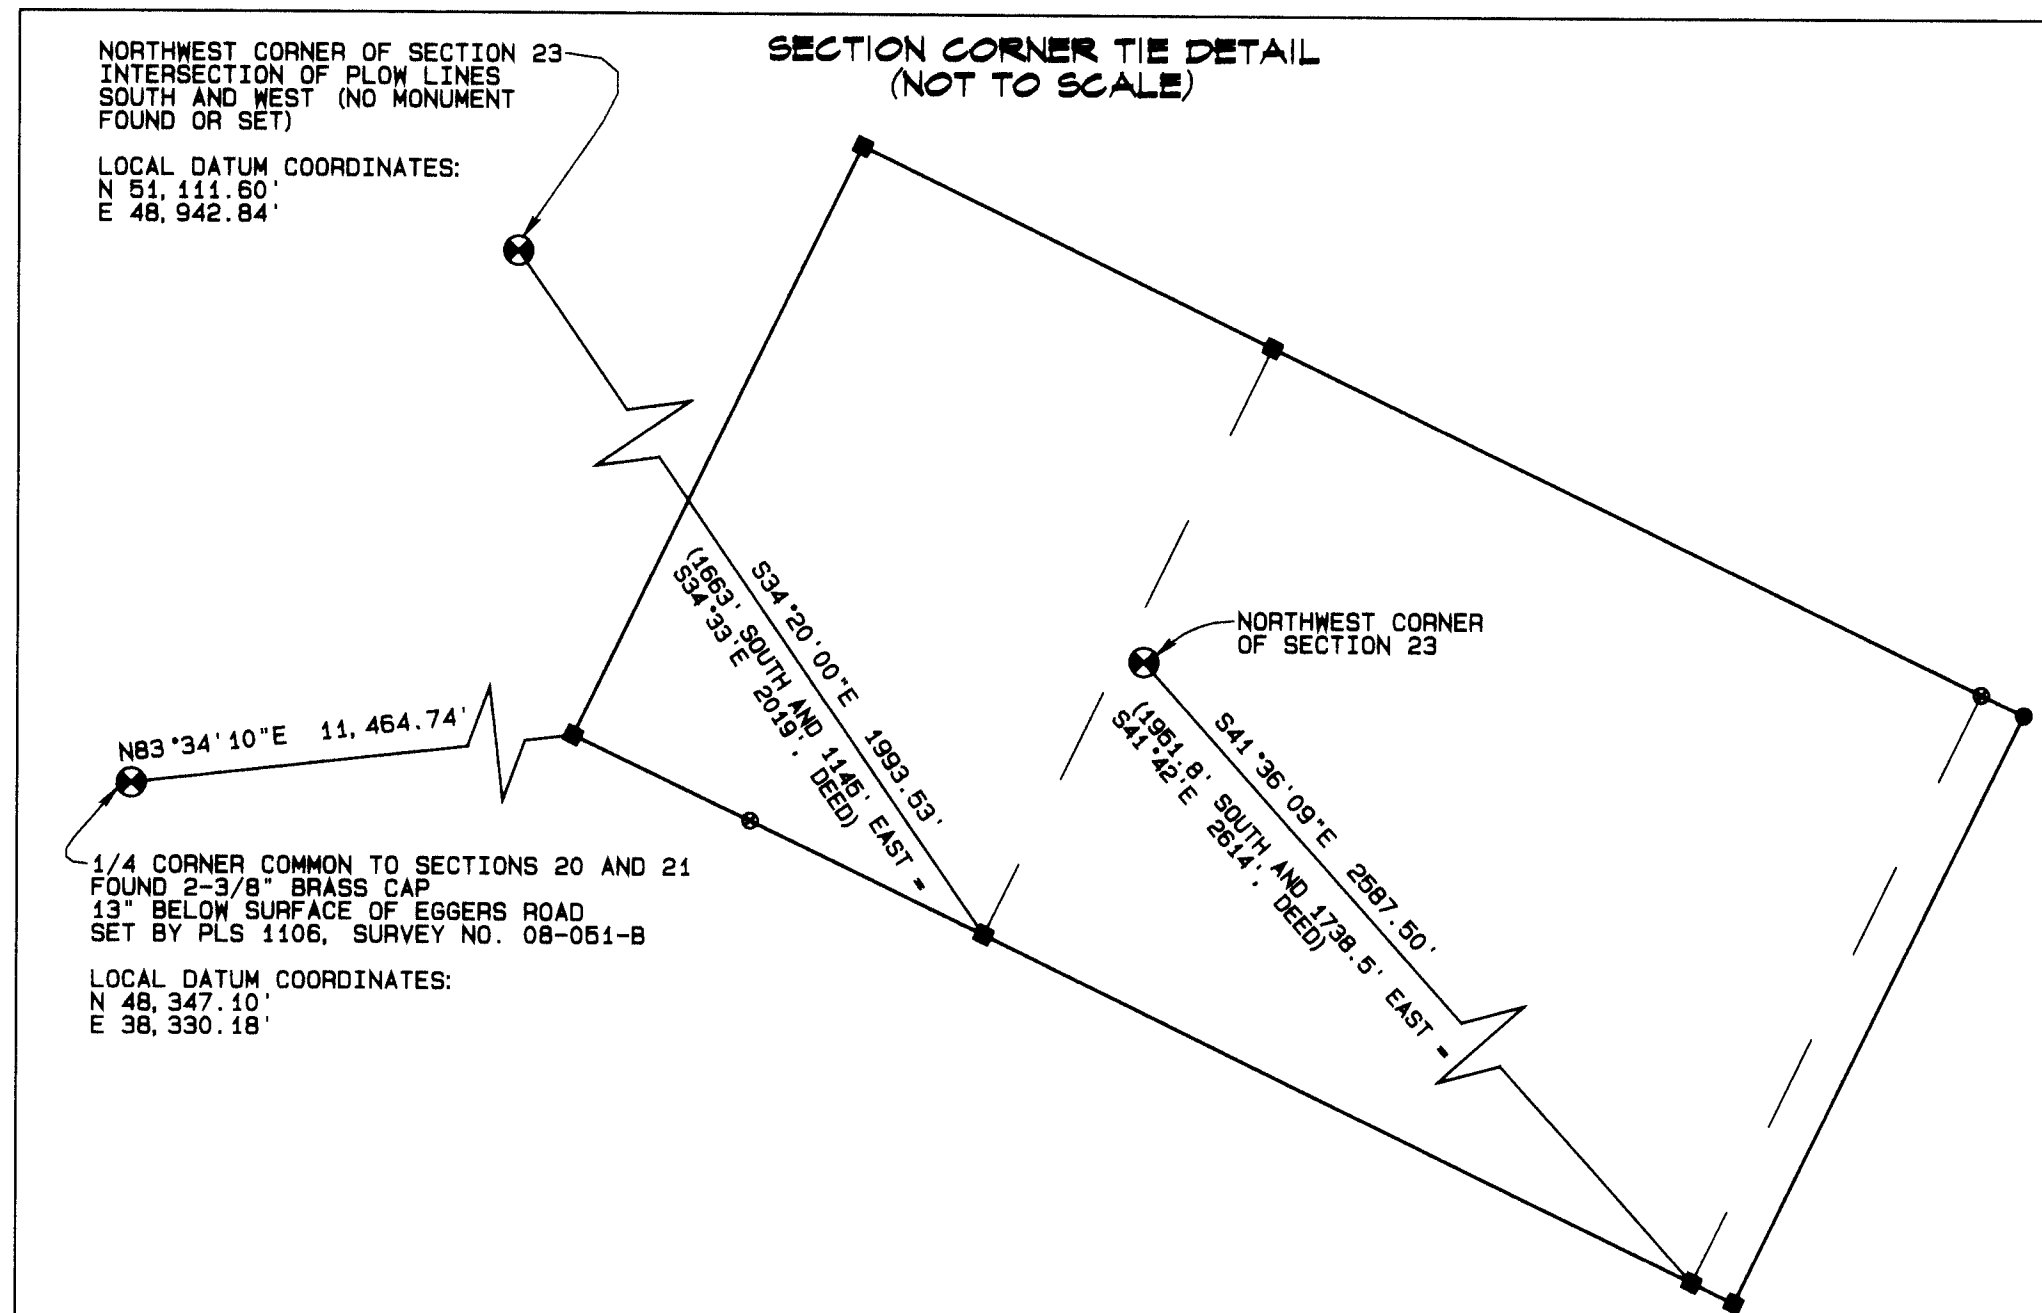 SECTION CORNER TIE DETAIL
(NOT TO SCALE)
NORTHWEST CORNER OF SECTION 23
INTERSECTION OF PLOW LINES
SOUTH AND WEST (NO MONUMENT
FOUND OR SET)
LOCAL DATUM COORDINATES:
N 51,111.60'
E 48,942.84'
S34°20'00"E 1993.53'
(1663' SOUTH AND 1145' EAST =
S34°33'E 2019', DEED)
NORTHWEST CORNER
OF SECTION 23
S41°36'09"E 2587.50'
(1951.8' SOUTH AND 1738.5' EAST =
S41°42'E 2614', DEED)
N83°34'10"E 11,464.74'
1/4 CORNER COMMON TO SECTIONS 20 AND 21
FOUND 2-3/8" BRASS CAP
13" BELOW SURFACE OF EGGERS ROAD
SET BY PLS 1106, SURVEY NO. 08-051-B
LOCAL DATUM COORDINATES:
N 48,347.10'
E 38,330.18'